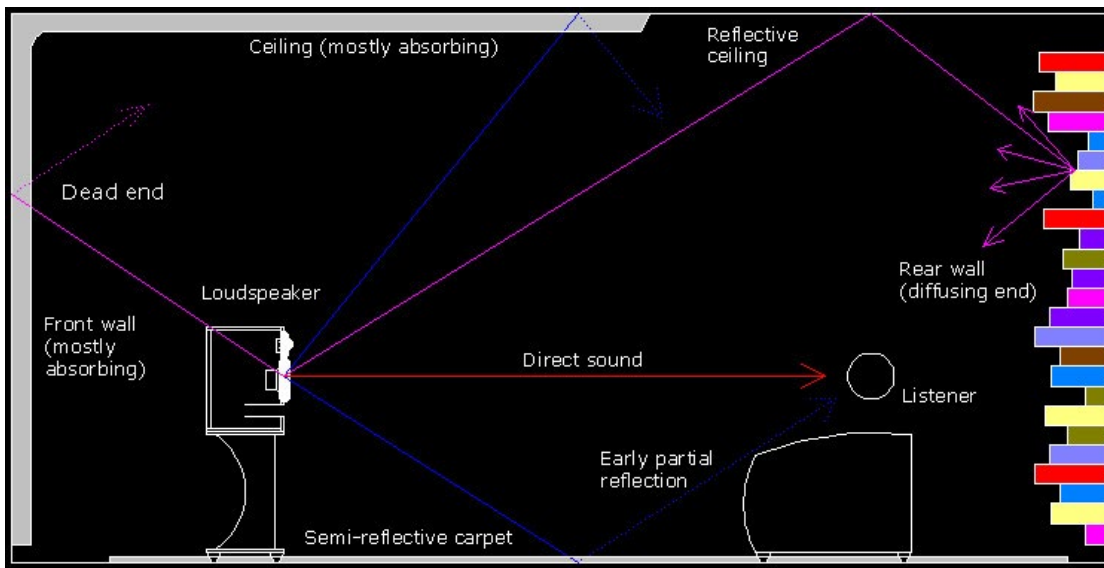 Ceiling (mostly absorbing)
Reflective
ceiling
Dead end
Loudspeaker
Rear wall
(diffusing end)
Front wall
(mostly
absorbing)
Direct sound
Listener
Early partial
reflection
Semi-reflective carpet